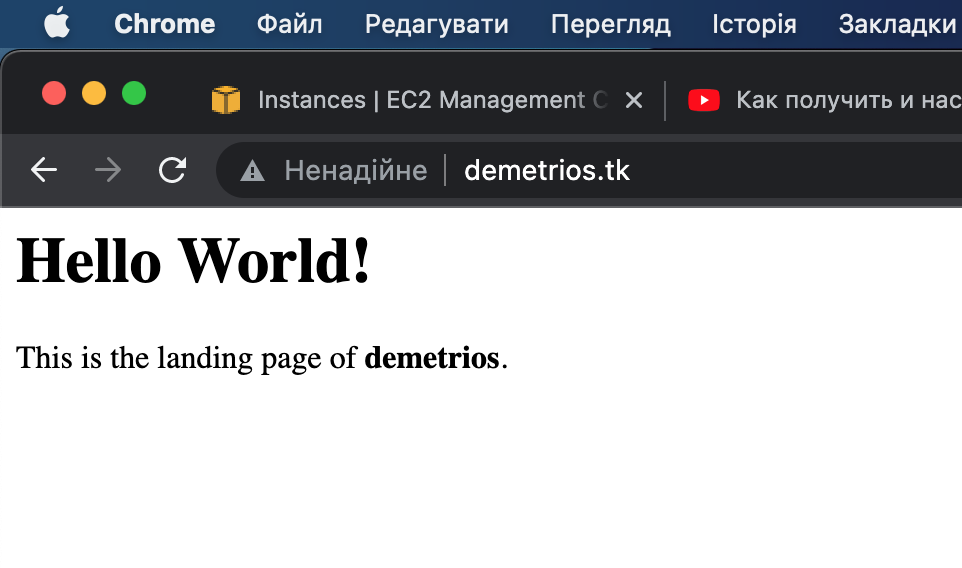 Chrome Файл Редагувати Перегляд Історія Закладки
Instances | EC2 Management C Как получить и нас
Ненадійне demetrios.tk
Hello World!
This is the landing page of demetrios.